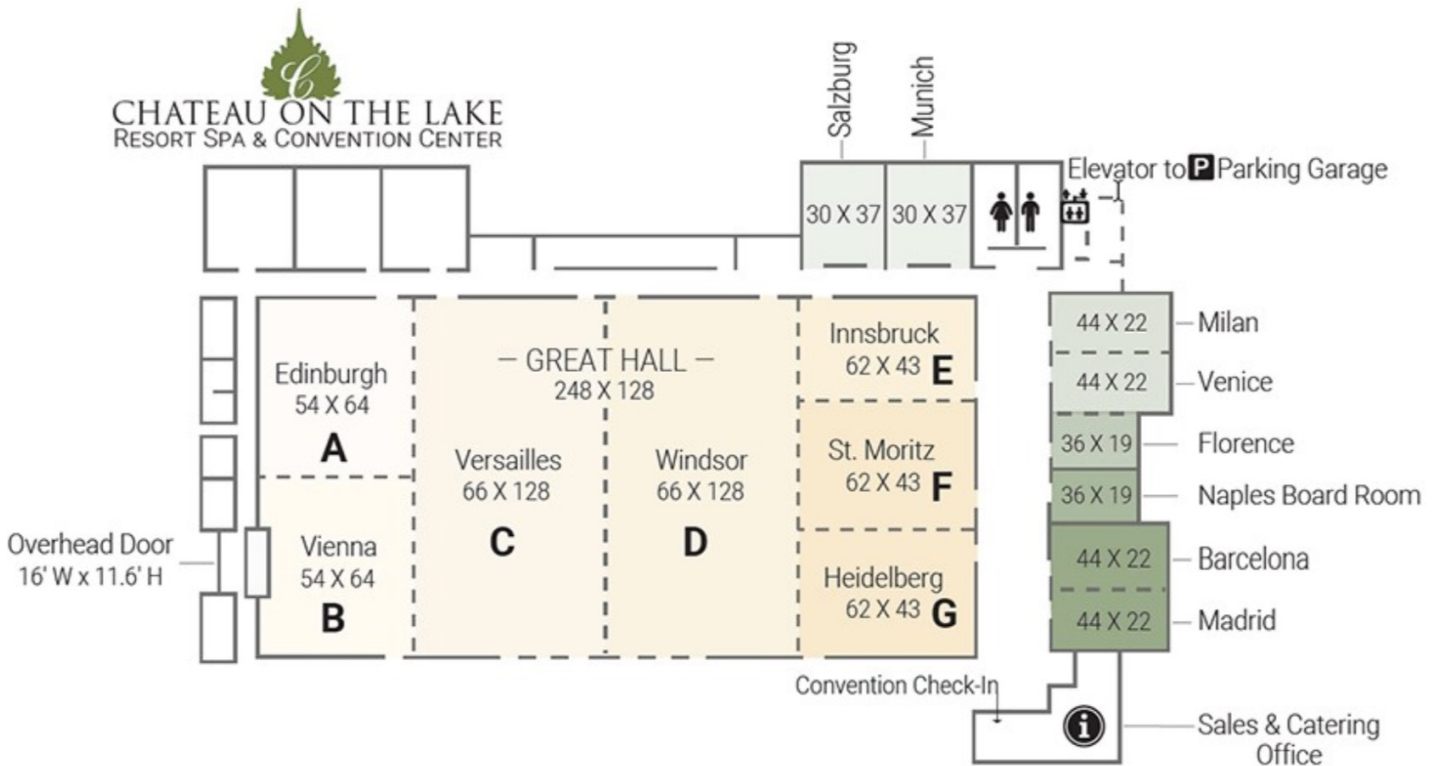 C
CHATEAU ON THE LAKE
RESORT SPA & CONVENTION CENTER
Salzburg
Munich
Elevator to P Parking Garage
30 X 37
30 X 37
Innsbruck
62 X 43 E
44 X 22
Milan
— GREAT HALL —
248 X 128
Edinburgh
54 X 64
A
44 X 22
Venice
St. Moritz
62 X 43 F
36 X 19
Florence
Versailles
66 X 128
C
Windsor
66 X 128
D
36 X 19
Naples Board Room
Overhead Door
16' W x 11.6' H
Vienna
54 X 64
B
Heidelberg
62 X 43 G
44 X 22
Barcelona
44 X 22
Madrid
Convention Check-In
i
Sales & Catering
Office